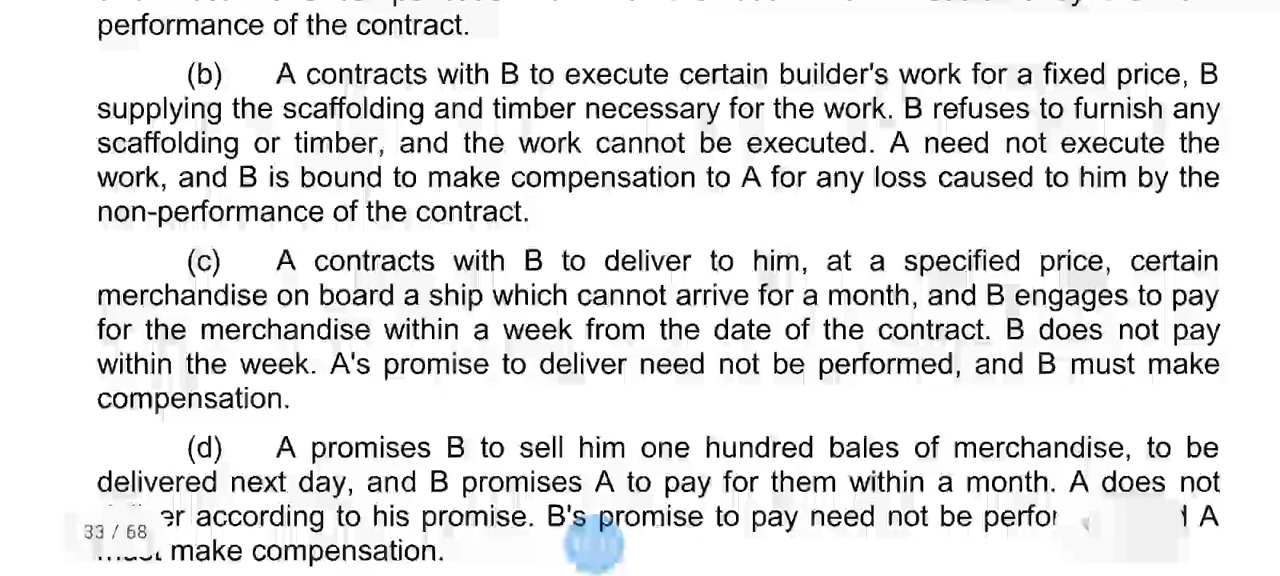 performance of the contract.
(b) A contracts with B to execute certain builder's work for a fixed price, B
supplying the scaffolding and timber necessary for the work. B refuses to furnish any
scaffolding or timber, and the work cannot be executed. A need not execute the
work, and B is bound to make compensation to A for any loss caused to him by the
non-performance of the contract.
(c) A contracts with B to deliver to him, at a specified price, certain
merchandise on board a ship which cannot arrive for a month, and B engages to pay
for the merchandise within a week from the date of the contract. B does not pay
within the week. A's promise to deliver need not be performed, and B must make
compensation.
(d) A promises B to sell him one hundred bales of merchandise, to be
delivered next day, and B promises A to pay for them within a month. A does not
according to his promise. B's promise to pay need not be A
33 / 68
make compensation.